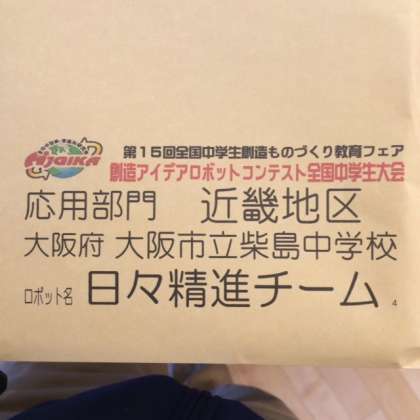 AJGIKA
第15回全国中学生創造ものづくり教育フェア
創造アイデアロボットコンテスト全国中学生大会
応用部門 近畿地区
大阪府 大阪市立柴島中学校
ロボット名 日々精進チーム 4